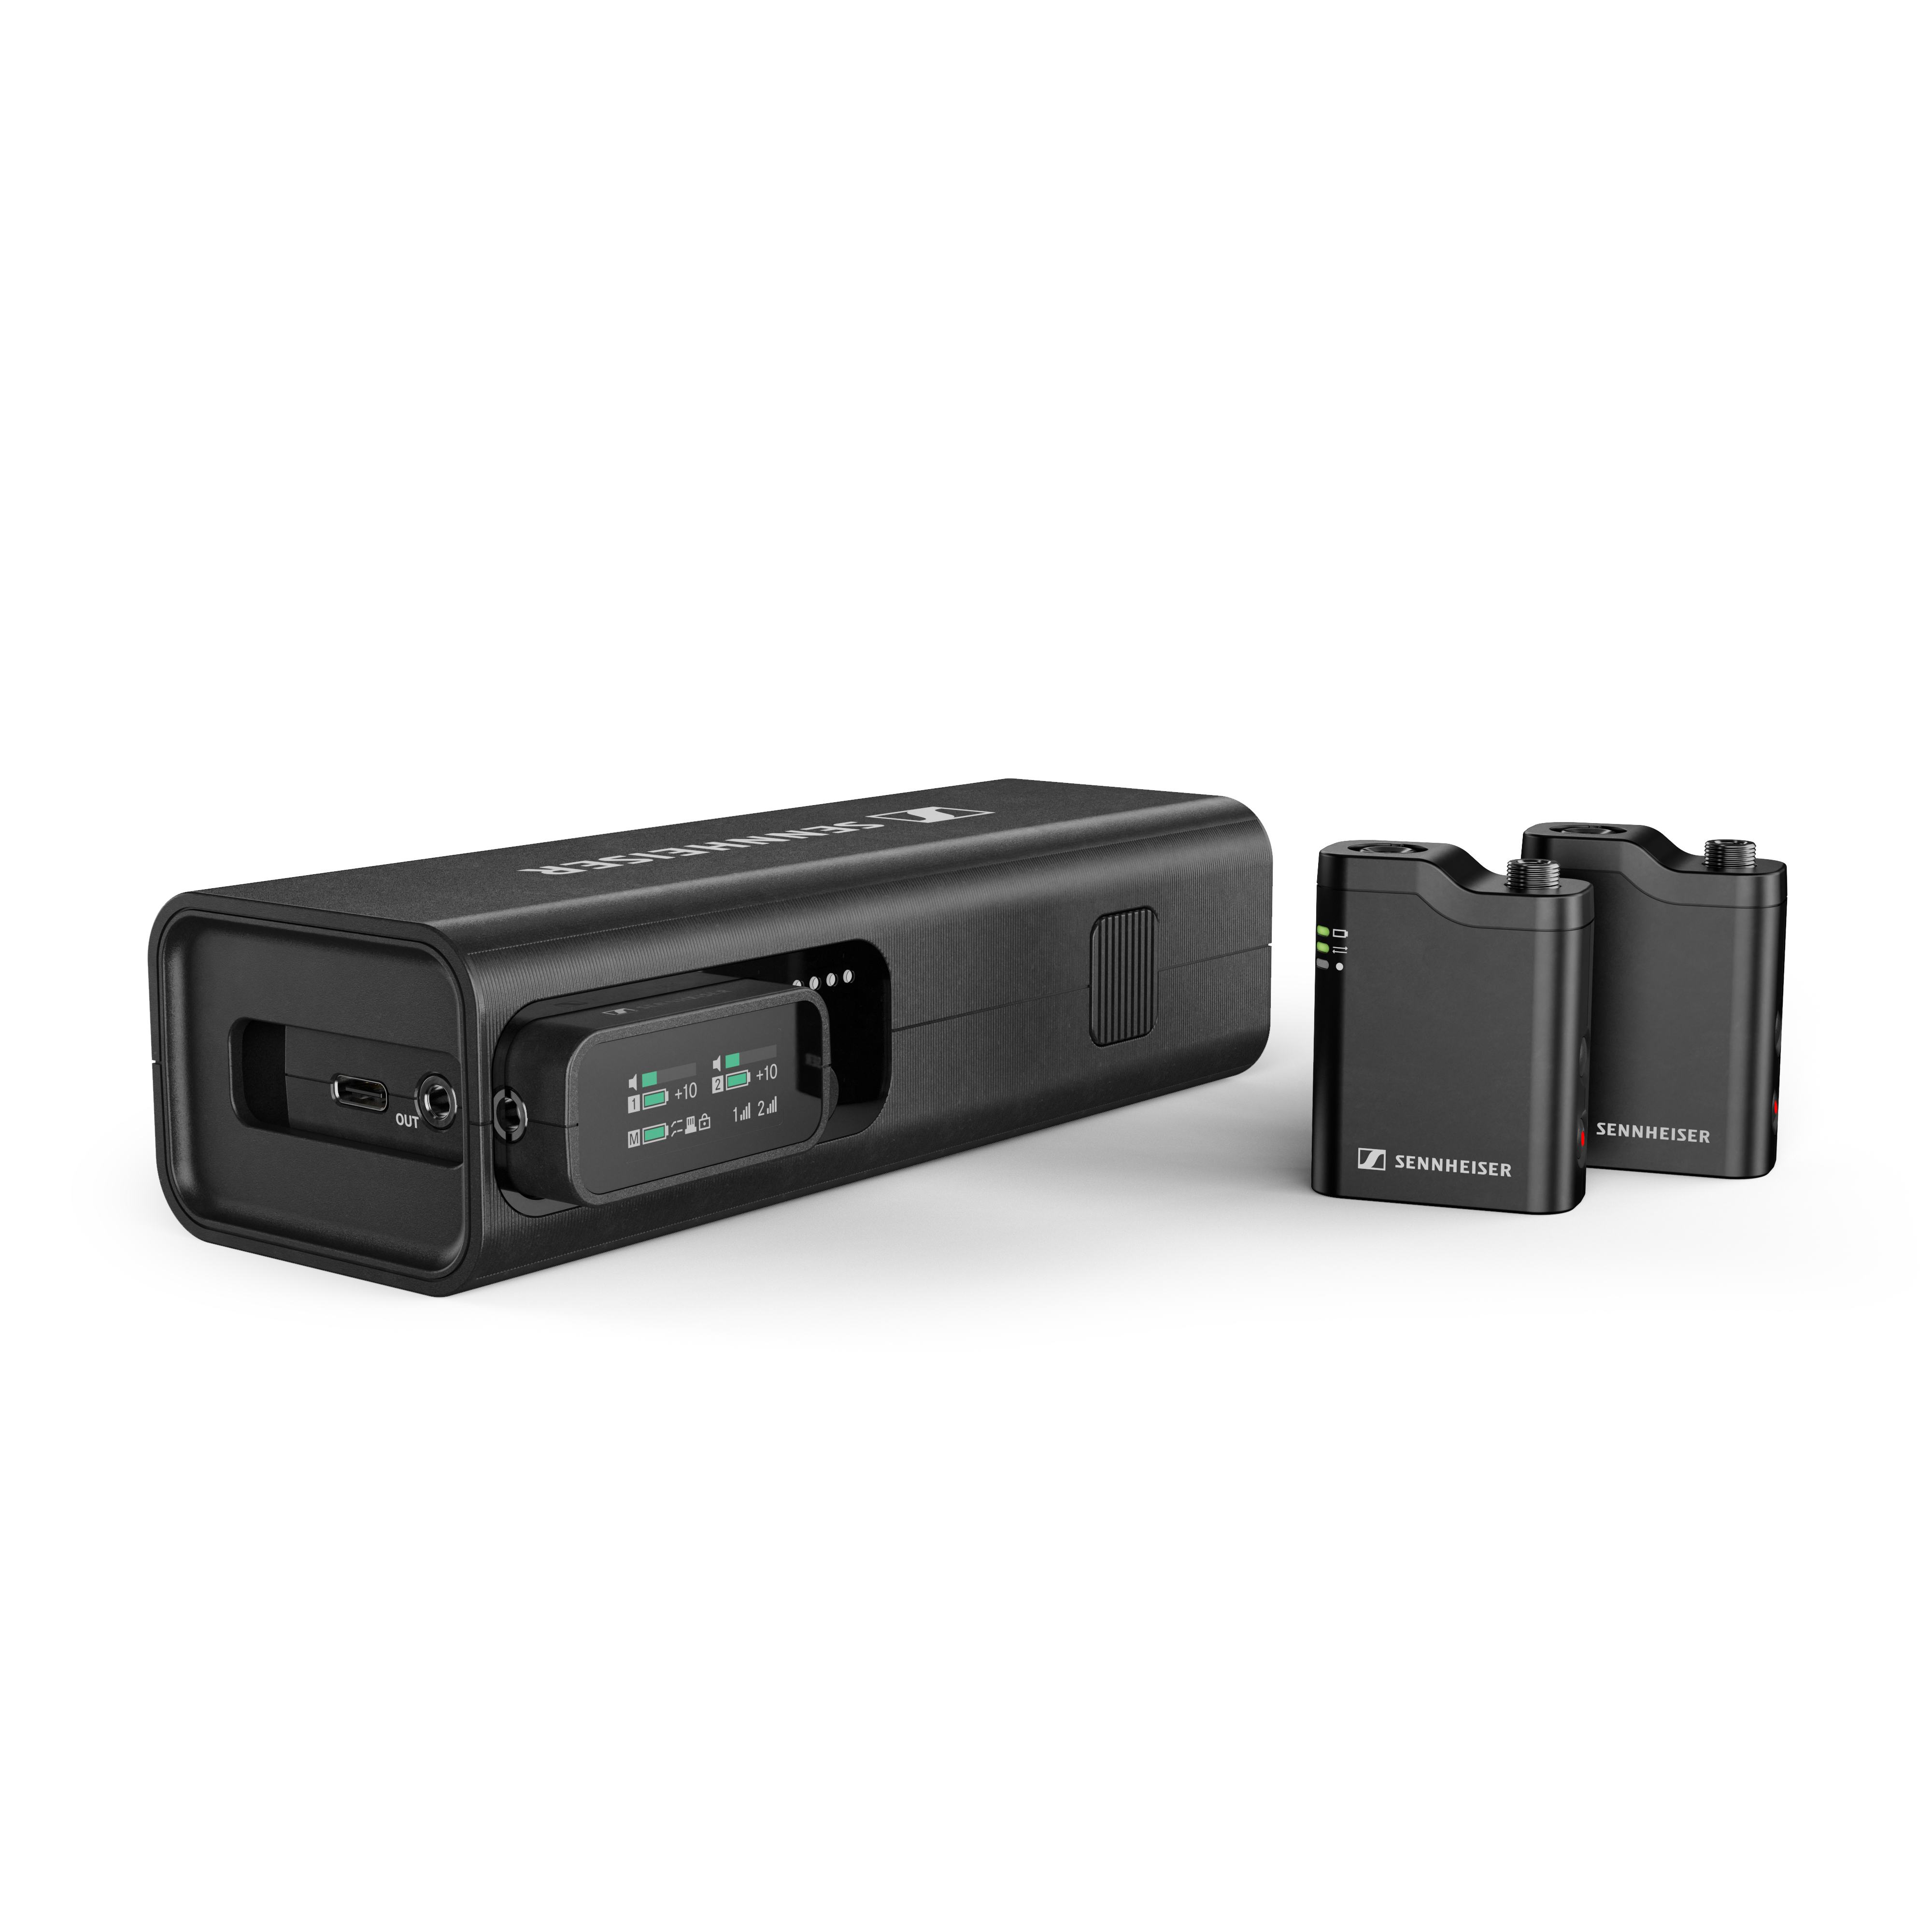 SENNHEISER
OUT
1 +10
2 +10
M
1 2
SENNHEISER
SENNHEISER